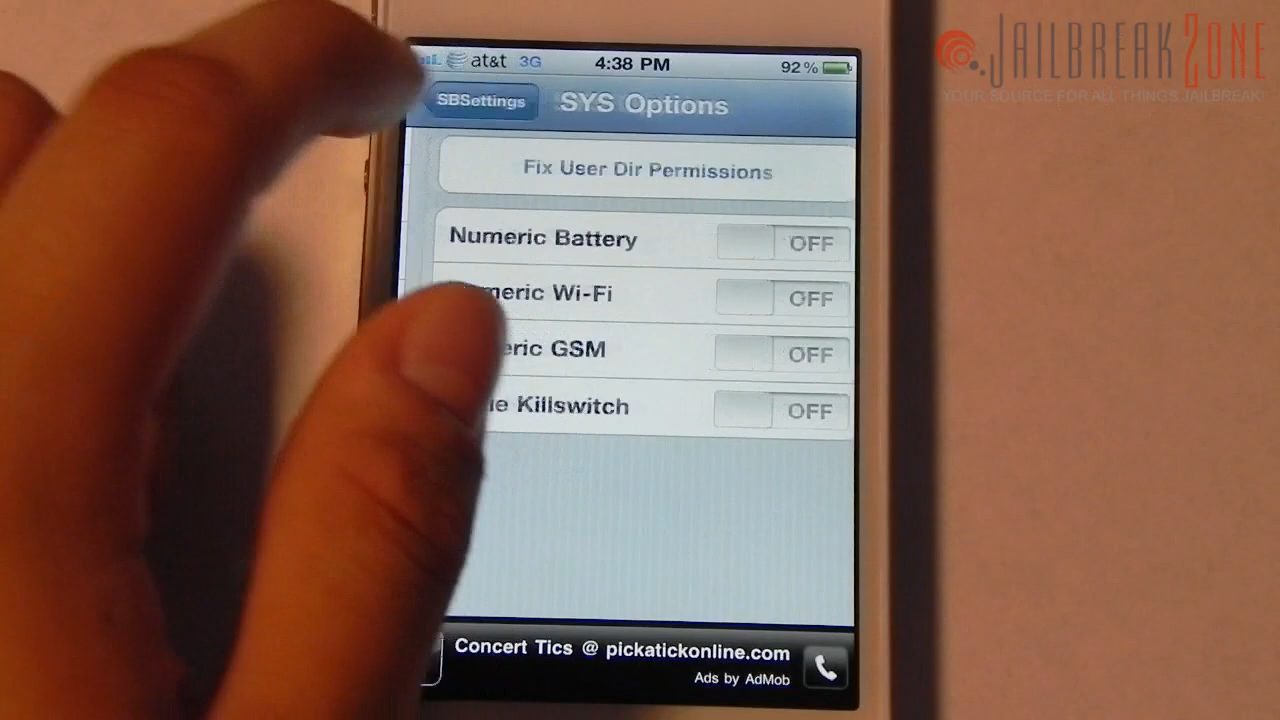 JAILBREAKZONE
YOUR SOURCE FOR ALL THINGS JAILBREAK!
at&t 3G 4:38 PM 92%
SBSettings SYS Options
Fix User Dir Permissions
Numeric Battery OFF
meric Wi-Fi OFF
eric GSM OFF
e Killswitch OFF
Concert Tics @ pickatickonline.com
Ads by AdMob